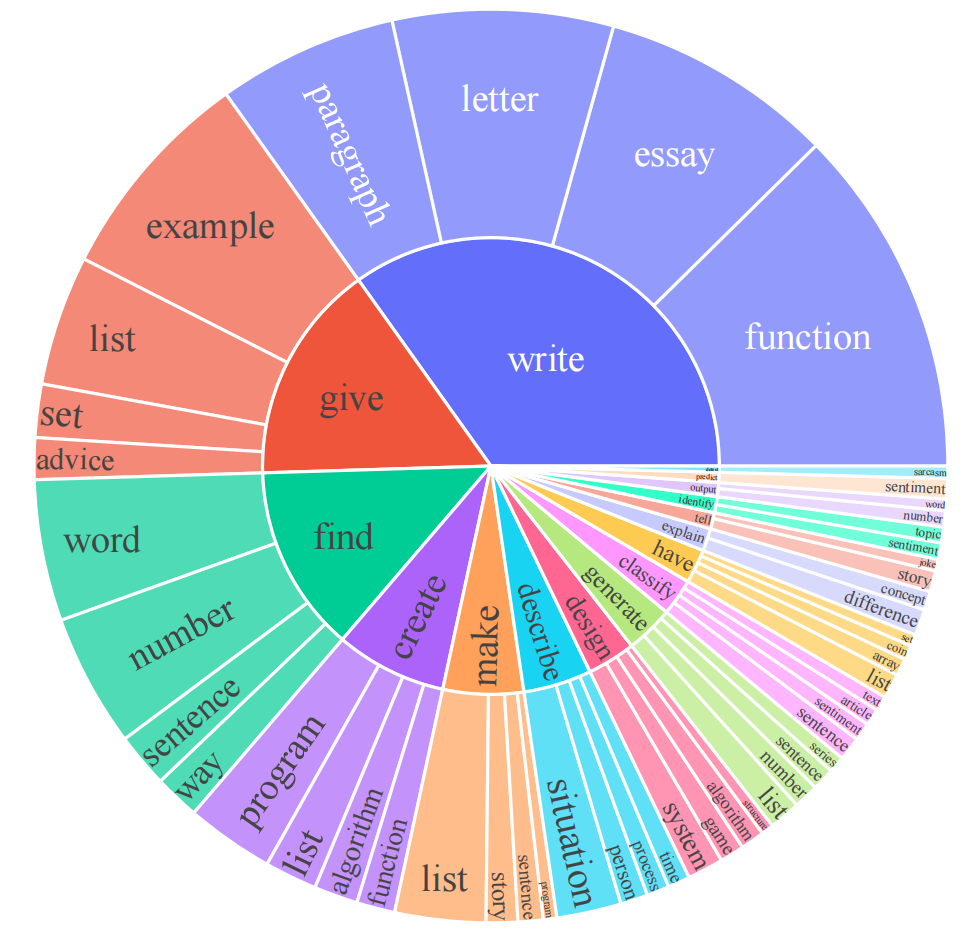 write
function
essay
letter
paragraph
give
example
list
set
advice
find
word
number
sentence
way
create
program
list
algorithm
function
make
list
story
sentence
program
describe
situation
person
process
time
design
system
game
algorithm
structure
generate
list
number
sentence
series
classify
sentence
sentiment
article
text
have
list
array
coin
set
explain
difference
concept
tell
story
joke
identify
sentiment
topic
output
number
word
predict
sentiment
sarcasm